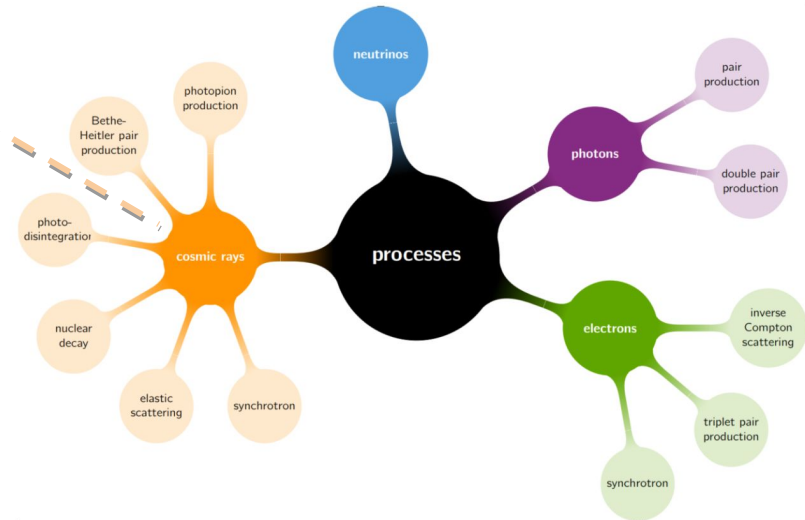 neutrinos
photopion
production
Bethe-
Heitler pair
production
photo-
disintegration
nuclear
decay
elastic
scattering
synchrotron
cosmic rays
processes
photons
pair
production
double pair
production
electrons
inverse
Compton
scattering
triplet pair
production
synchrotron